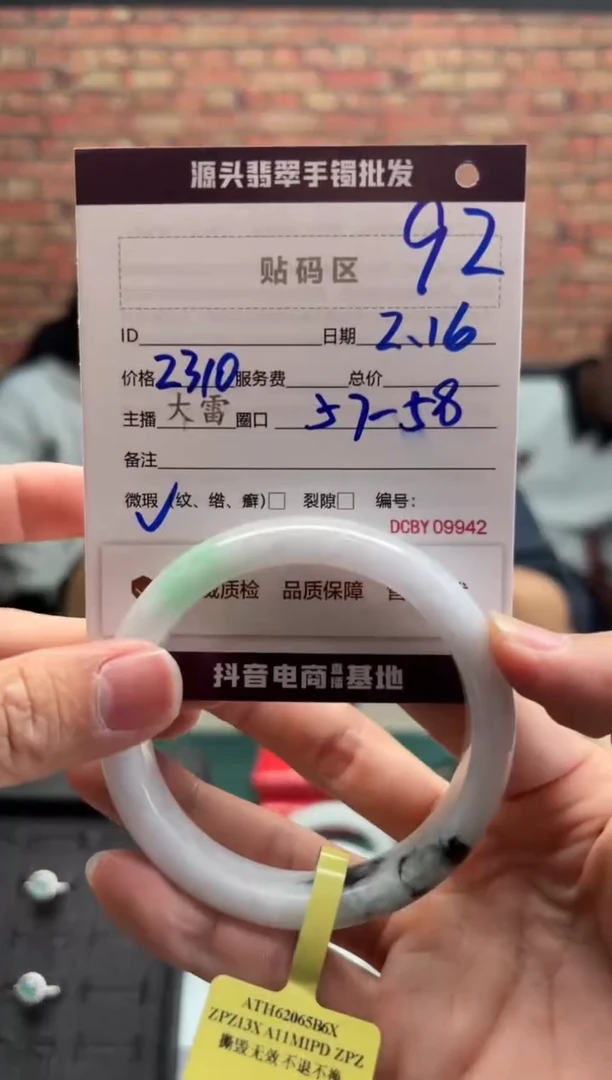 源头翡翠手镯批发
92
贴码区
ID 日期 2.16
价格 2310 服务费 总价
主播 大雷 圈口 57-58
备注
微瑕 ✓ (纹、绺、癣)□ 裂隙□ 编号:
DCBY 09942
质检 品质保障
抖音电商直播基地
ATH62065B6X
ZPZ13X A11M1PD ZPZ
撕毁无效 不退不换